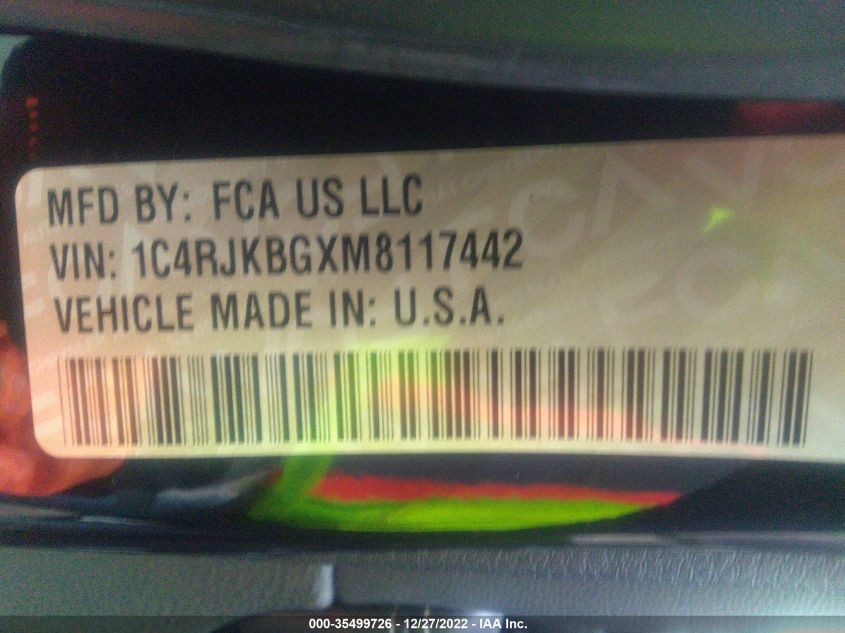 MFD BY: FCA US LLC
VIN: 1C4RJKBGXM8117442
VEHICLE MADE IN: U.S.A.
000-35499726 - 12/27/2022 - IAA Inc.